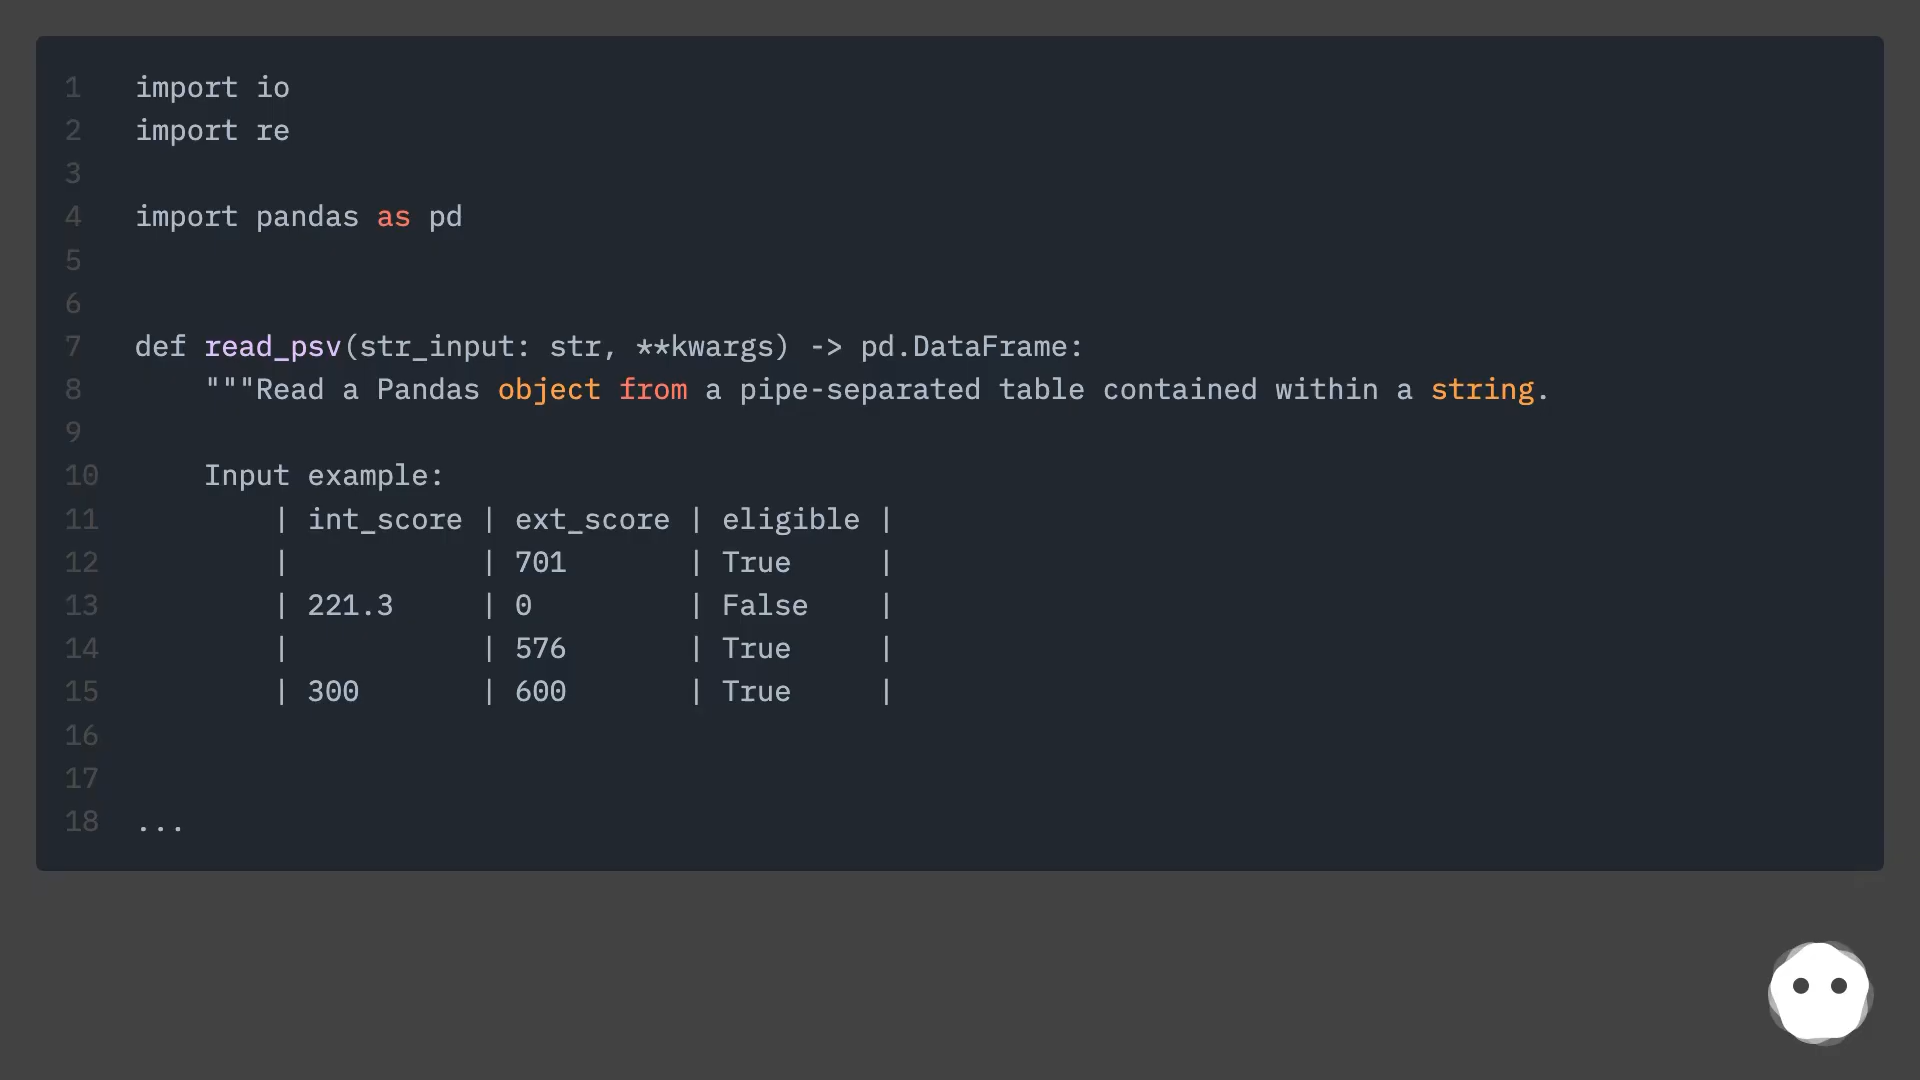 1 import io
2 import re
3
4 import pandas as pd
5
6
7 def read_psv(str_input: str, **kwargs) -> pd.DataFrame:
8     """Read a Pandas object from a pipe-separated table contained within a string.
9
10     Input example:
11         | int_score | ext_score | eligible |
12         |           | 701       | True     |
13         | 221.3     | 0         | False    |
14         |           | 576       | True     |
15         | 300       | 600       | True     |
16
17
18 ...